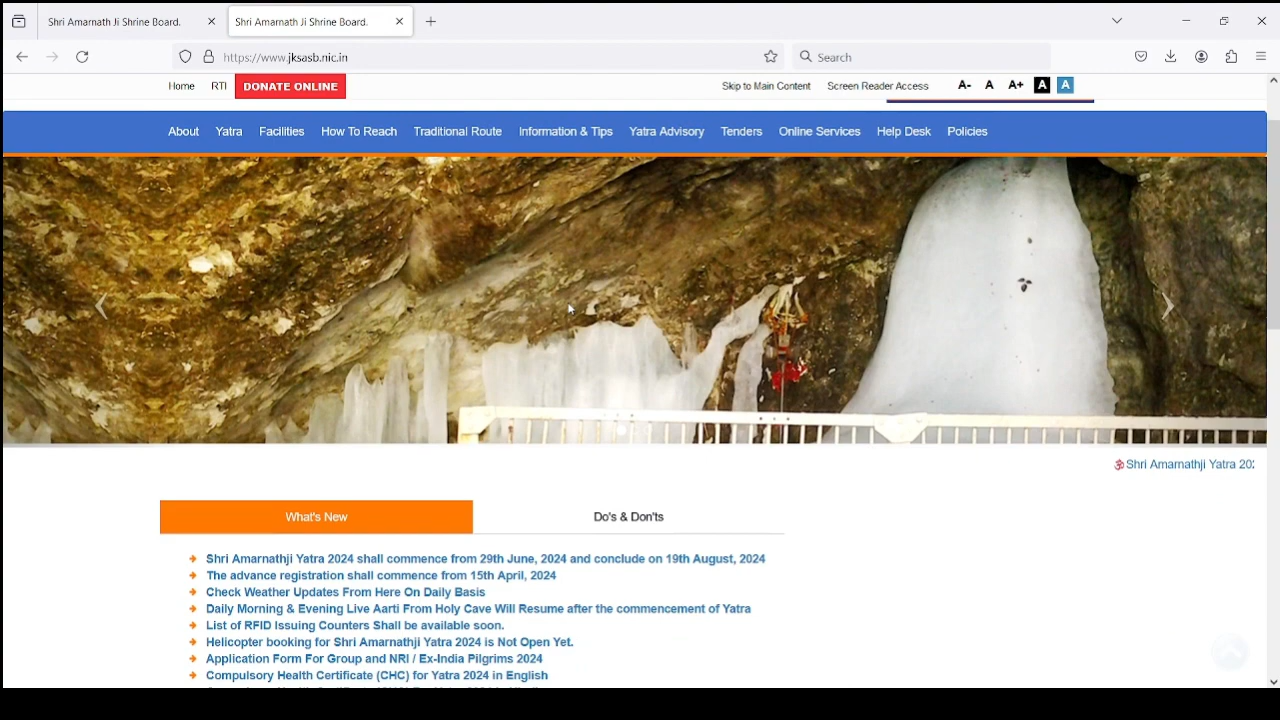 Shri Amarnath Ji Shrine Board.
Shri Amarnath Ji Shrine Board.
https://www.jksasb.nic.in
Search
Home RTI DONATE ONLINE Skip to Main Content Screen Reader Access A- A A+ A A
About Yatra Facilities How To Reach Traditional Route Information & Tips Yatra Advisory Tenders Online Services Help Desk Policies
Shri Amarnathji Yatra 202
What's New Do's & Don'ts
Shri Amarnathji Yatra 2024 shall commence from 29th June, 2024 and conclude on 19th August, 2024
The advance registration shall commence from 15th April, 2024
Check Weather Updates From Here On Daily Basis
Daily Morning & Evening Live Aarti From Holy Cave Will Resume after the commencement of Yatra
List of RFID Issuing Counters Shall be available soon.
Helicopter booking for Shri Amarnathji Yatra 2024 is Not Open Yet.
Application Form For Group and NRI / Ex-India Pilgrims 2024
Compulsory Health Certificate (CHC) for Yatra 2024 in English